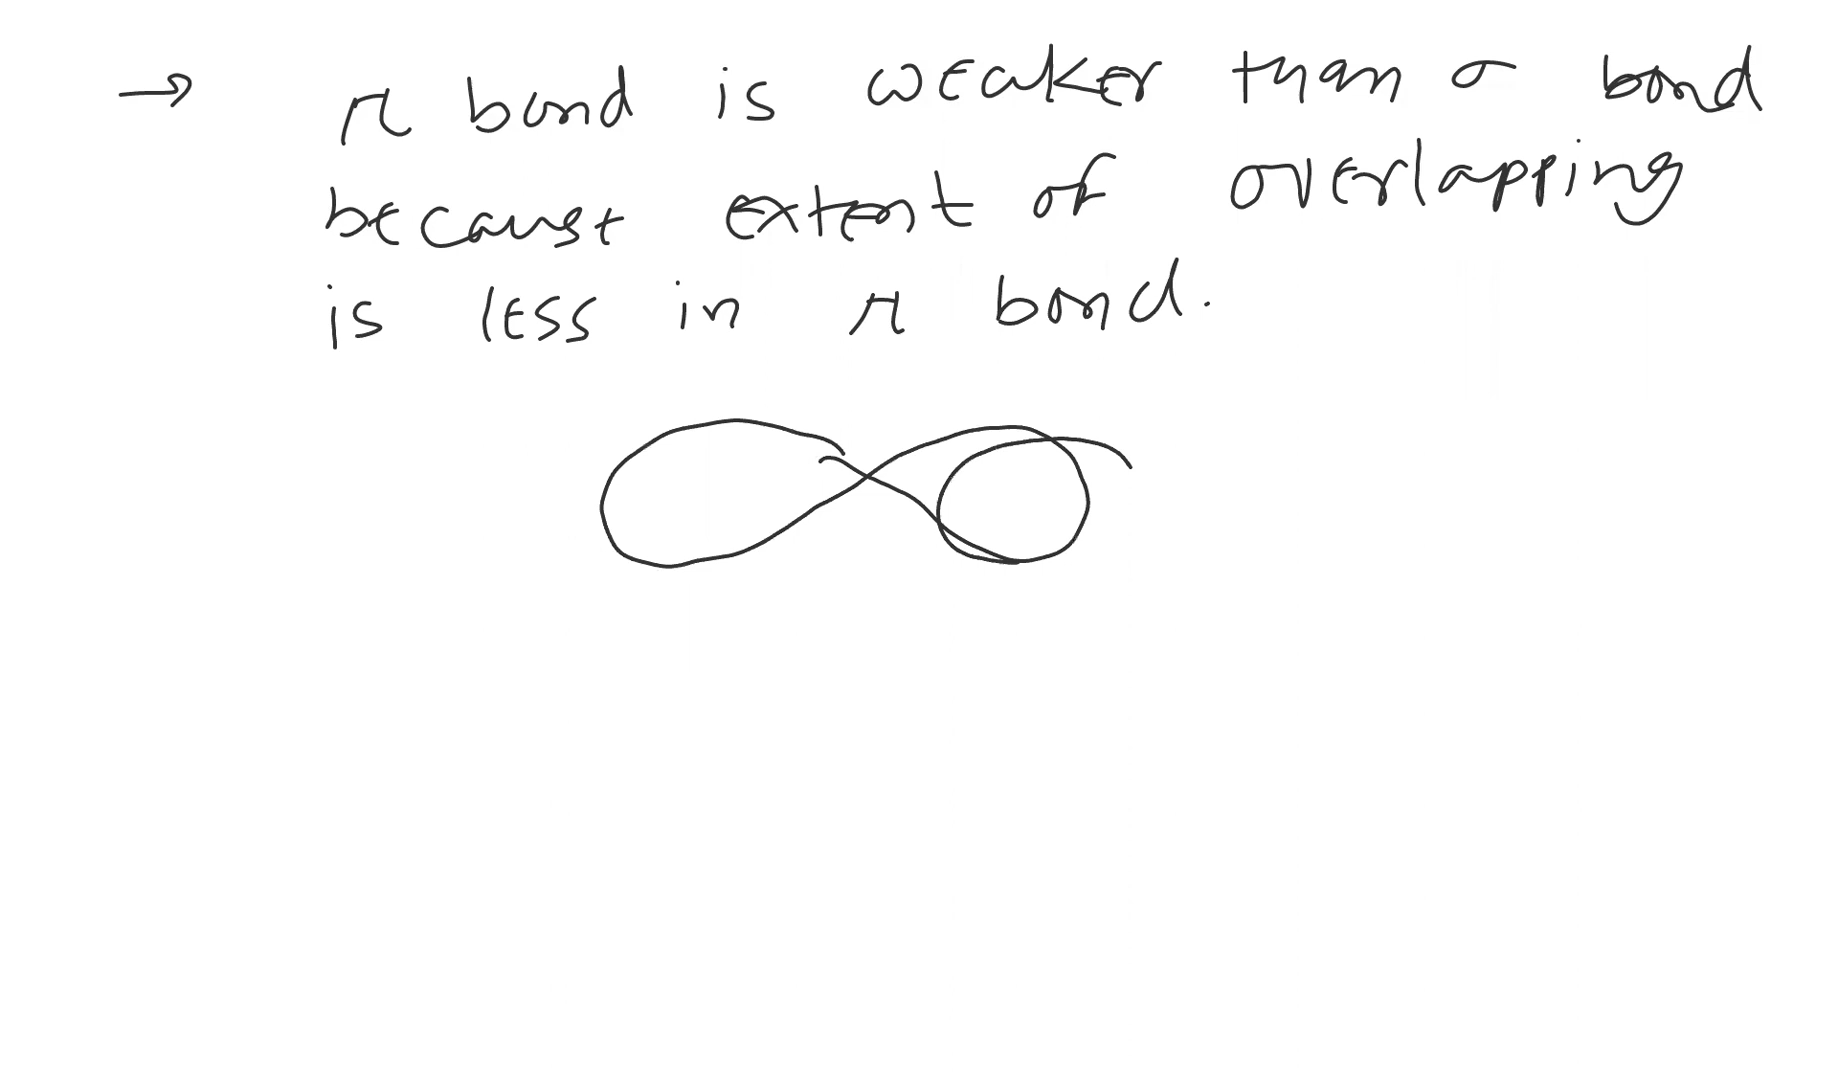 → π bond is weaker than σ bond
because extent of overlapping
is less in π bond.